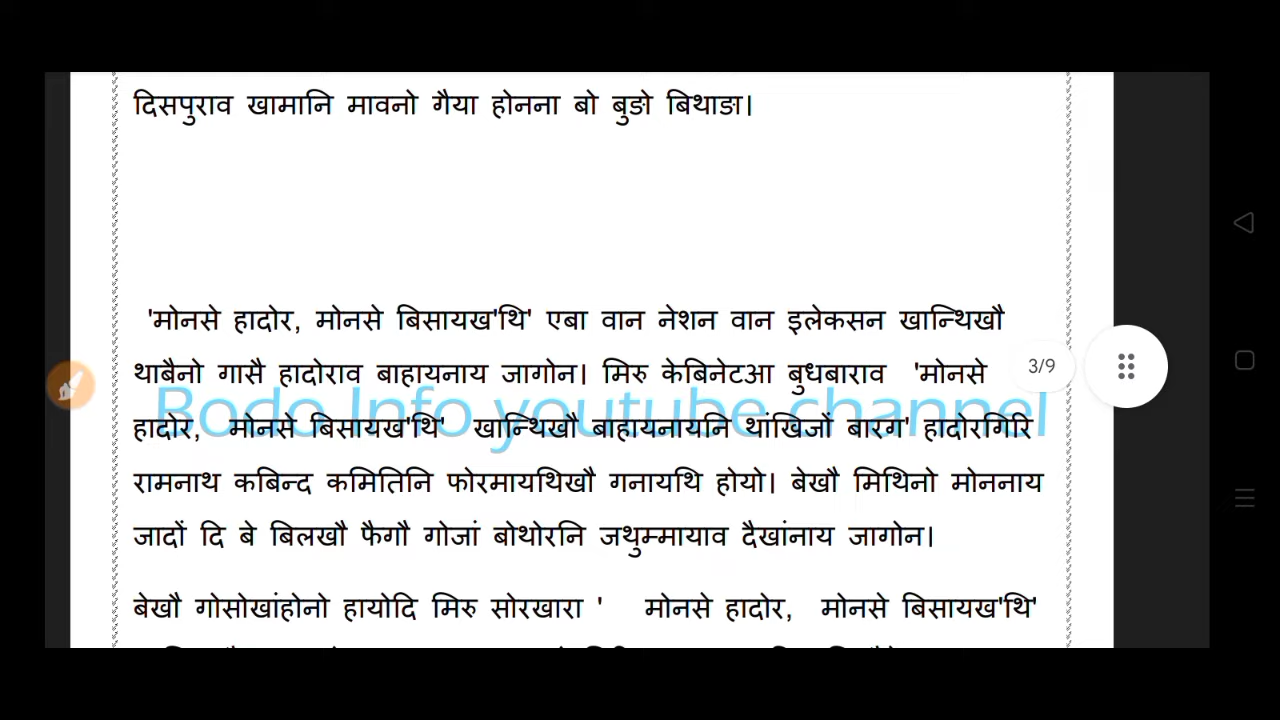 दिसपुराव खामानि मावनो गैया होनना बो बुङो बिथाङा।
'मोनसे हादोर, मोनसे बिसायख'थि' एबा वान नेशन वान इलेकसन खान्थिखौ
थाबैनो गासै हादोराव बाहायनाय जागोन। मिरु केबिनेटआ बुधबाराव 'मोनसे
3/9
Bodo Info youtube channel
हादोर, मोनसे बिसायख'थि' खान्थिखौ बाहायनायनि थांखिजों बारग' हादोरगिरि
रामनाथ कबिन्द कमितिनि फोरमायथिखौ गनायथि होयो। बेखौ मिथिनो मोननाय
जादों दि बे बिलखौ फैगौ गोजां बोथोरनि जथुम्मायाव दैखांनाय जागोन।
बेखौ गोसोखांहोनो हायोदि मिरु सोरखारा ' मोनसे हादोर, मोनसे बिसायख'थि'